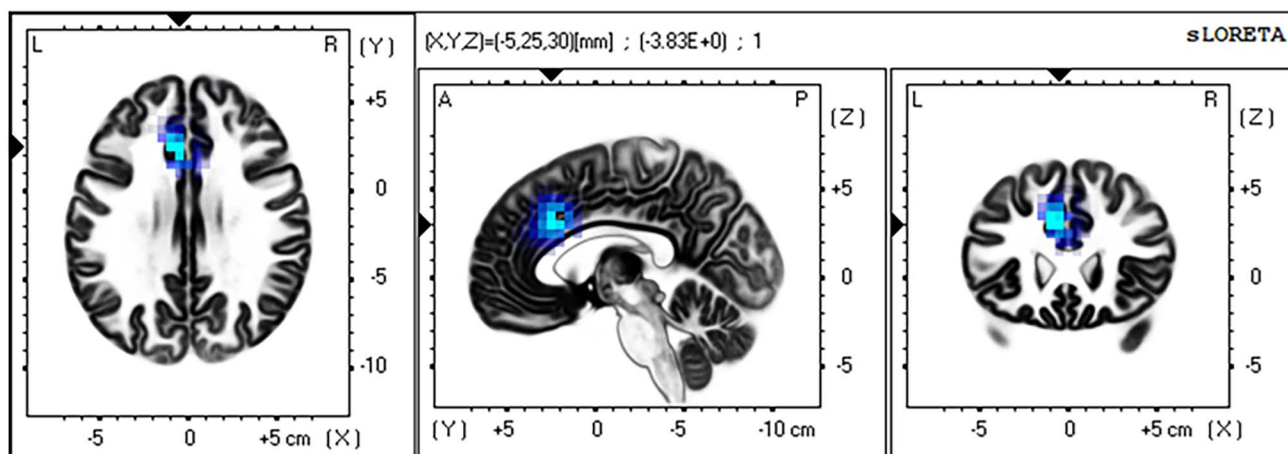 (X,Y,Z)=(-5,25,30)[mm] ; (-3.83E+0) ; 1
sLORETA
L R (Y)
+5
0
-5
-10
-5 0 +5 cm (X)
A P (Z)
+5
0
-5
(Y) +5 0 -5 -10 cm
L R (Z)
+5
0
-5
-5 0 +5 cm (X)